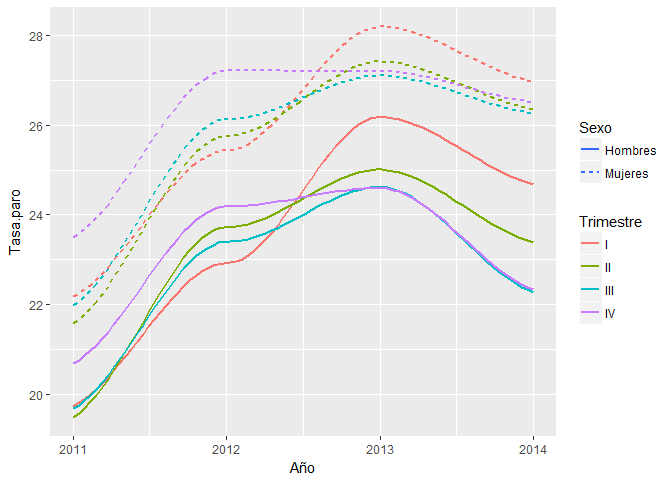 28
26
24
22
20
Tasa.paro
2011
2012
2013
2014
Año
Sexo
Hombres
Mujeres
Trimestre
I
II
III
IV